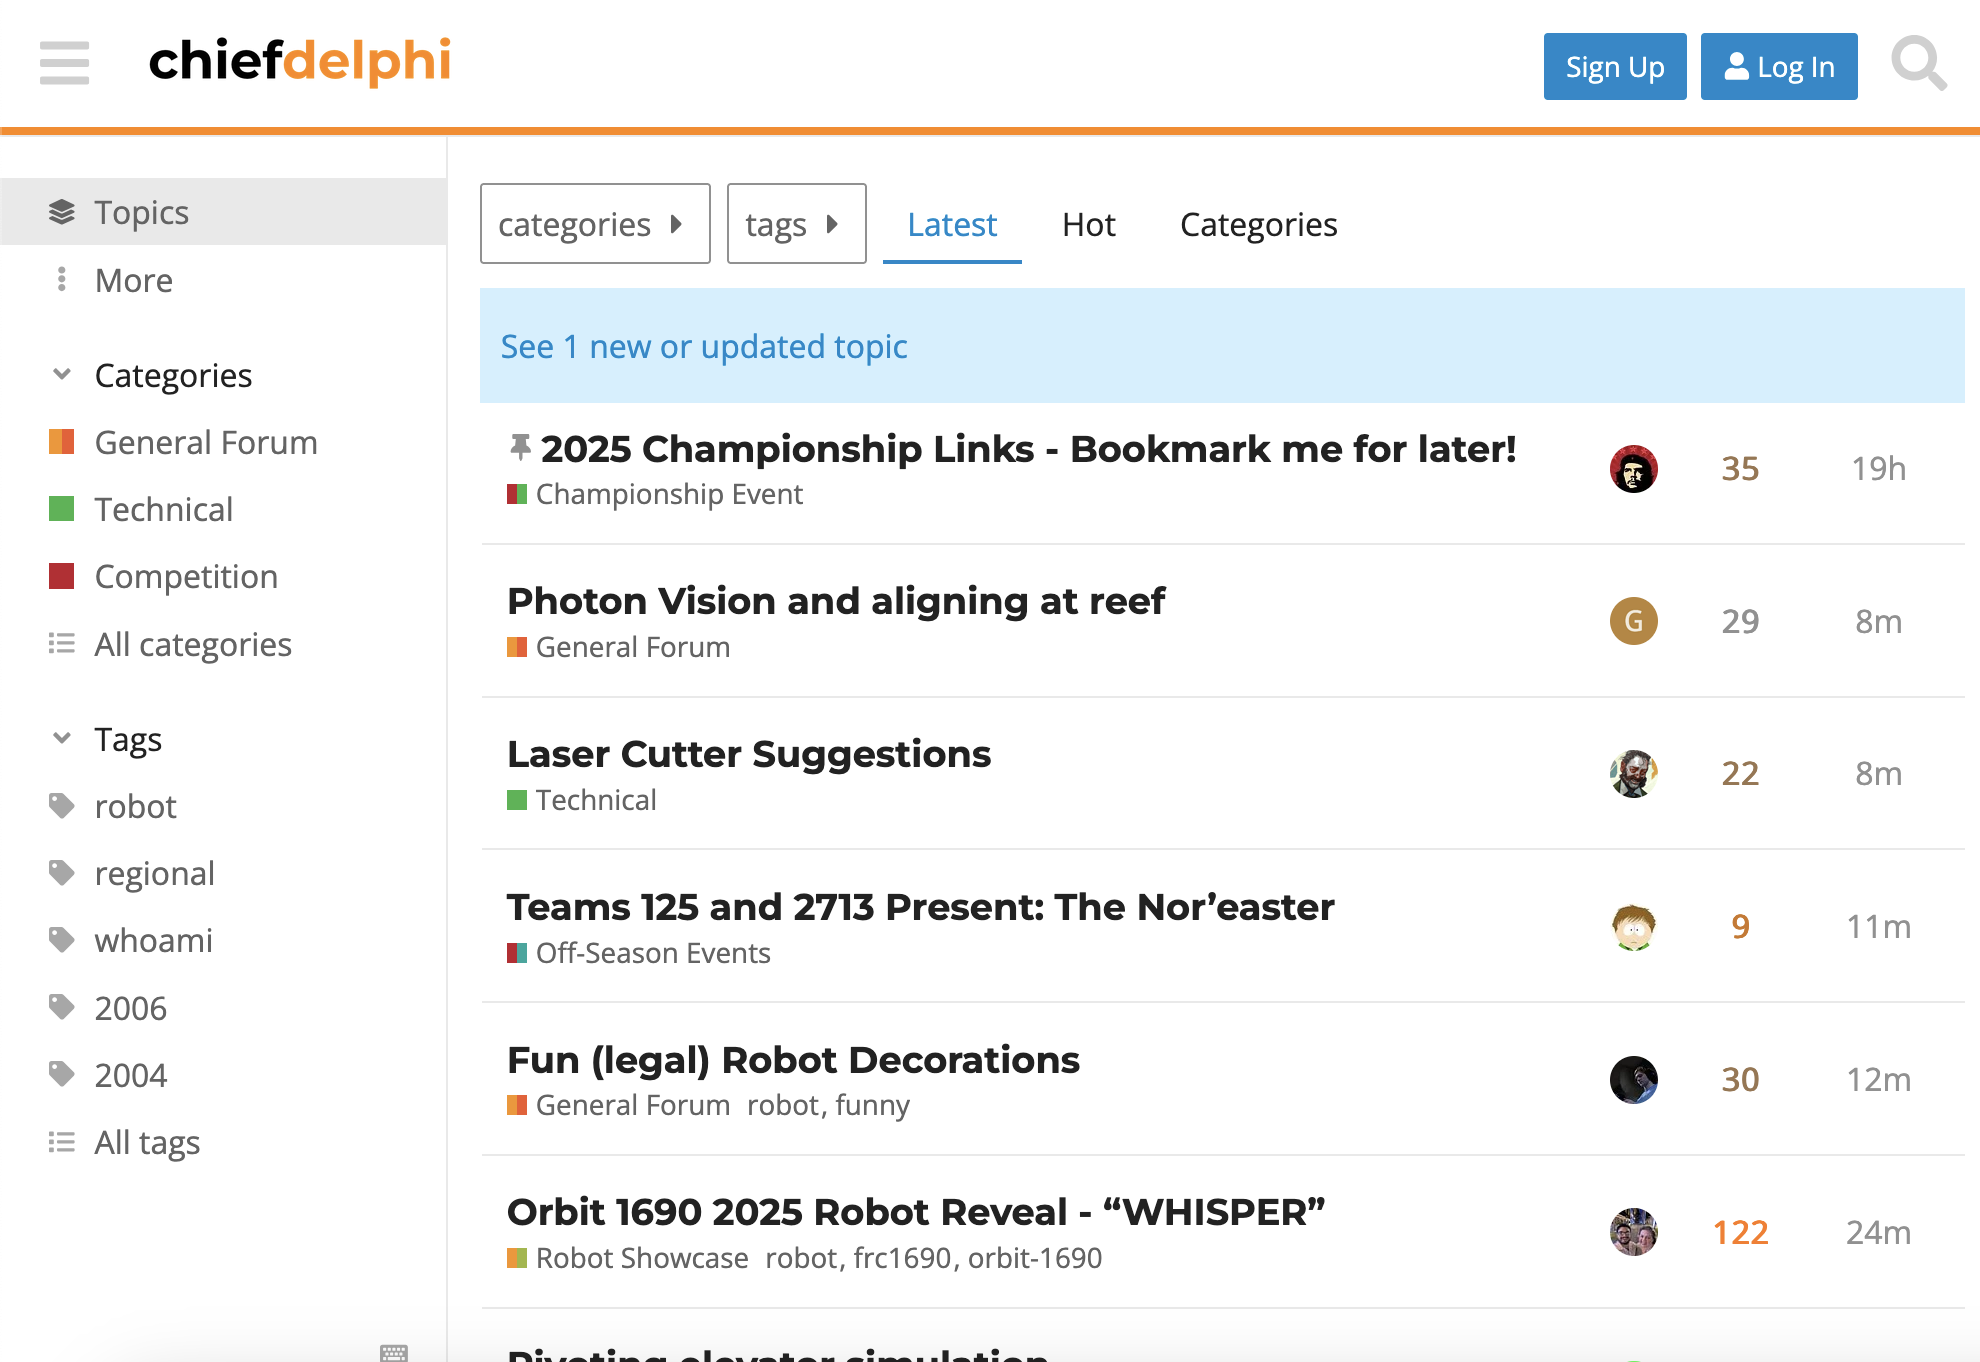 chiefdelphi
Sign Up
Log In
Topics
More
Categories
General Forum
Technical
Competition
All categories
Tags
robot
regional
whoami
2006
2004
All tags
categories
tags
Latest
Hot
Categories
See 1 new or updated topic
2025 Championship Links - Bookmark me for later!
Championship Event
35
19h
Photon Vision and aligning at reef
General Forum
G
29
8m
Laser Cutter Suggestions
Technical
22
8m
Teams 125 and 2713 Present: The Nor’easter
Off-Season Events
9
11m
Fun (legal) Robot Decorations
General Forum robot, funny
30
12m
Orbit 1690 2025 Robot Reveal - “WHISPER”
Robot Showcase robot, frc1690, orbit-1690
122
24m
Pivoting elevator simulation